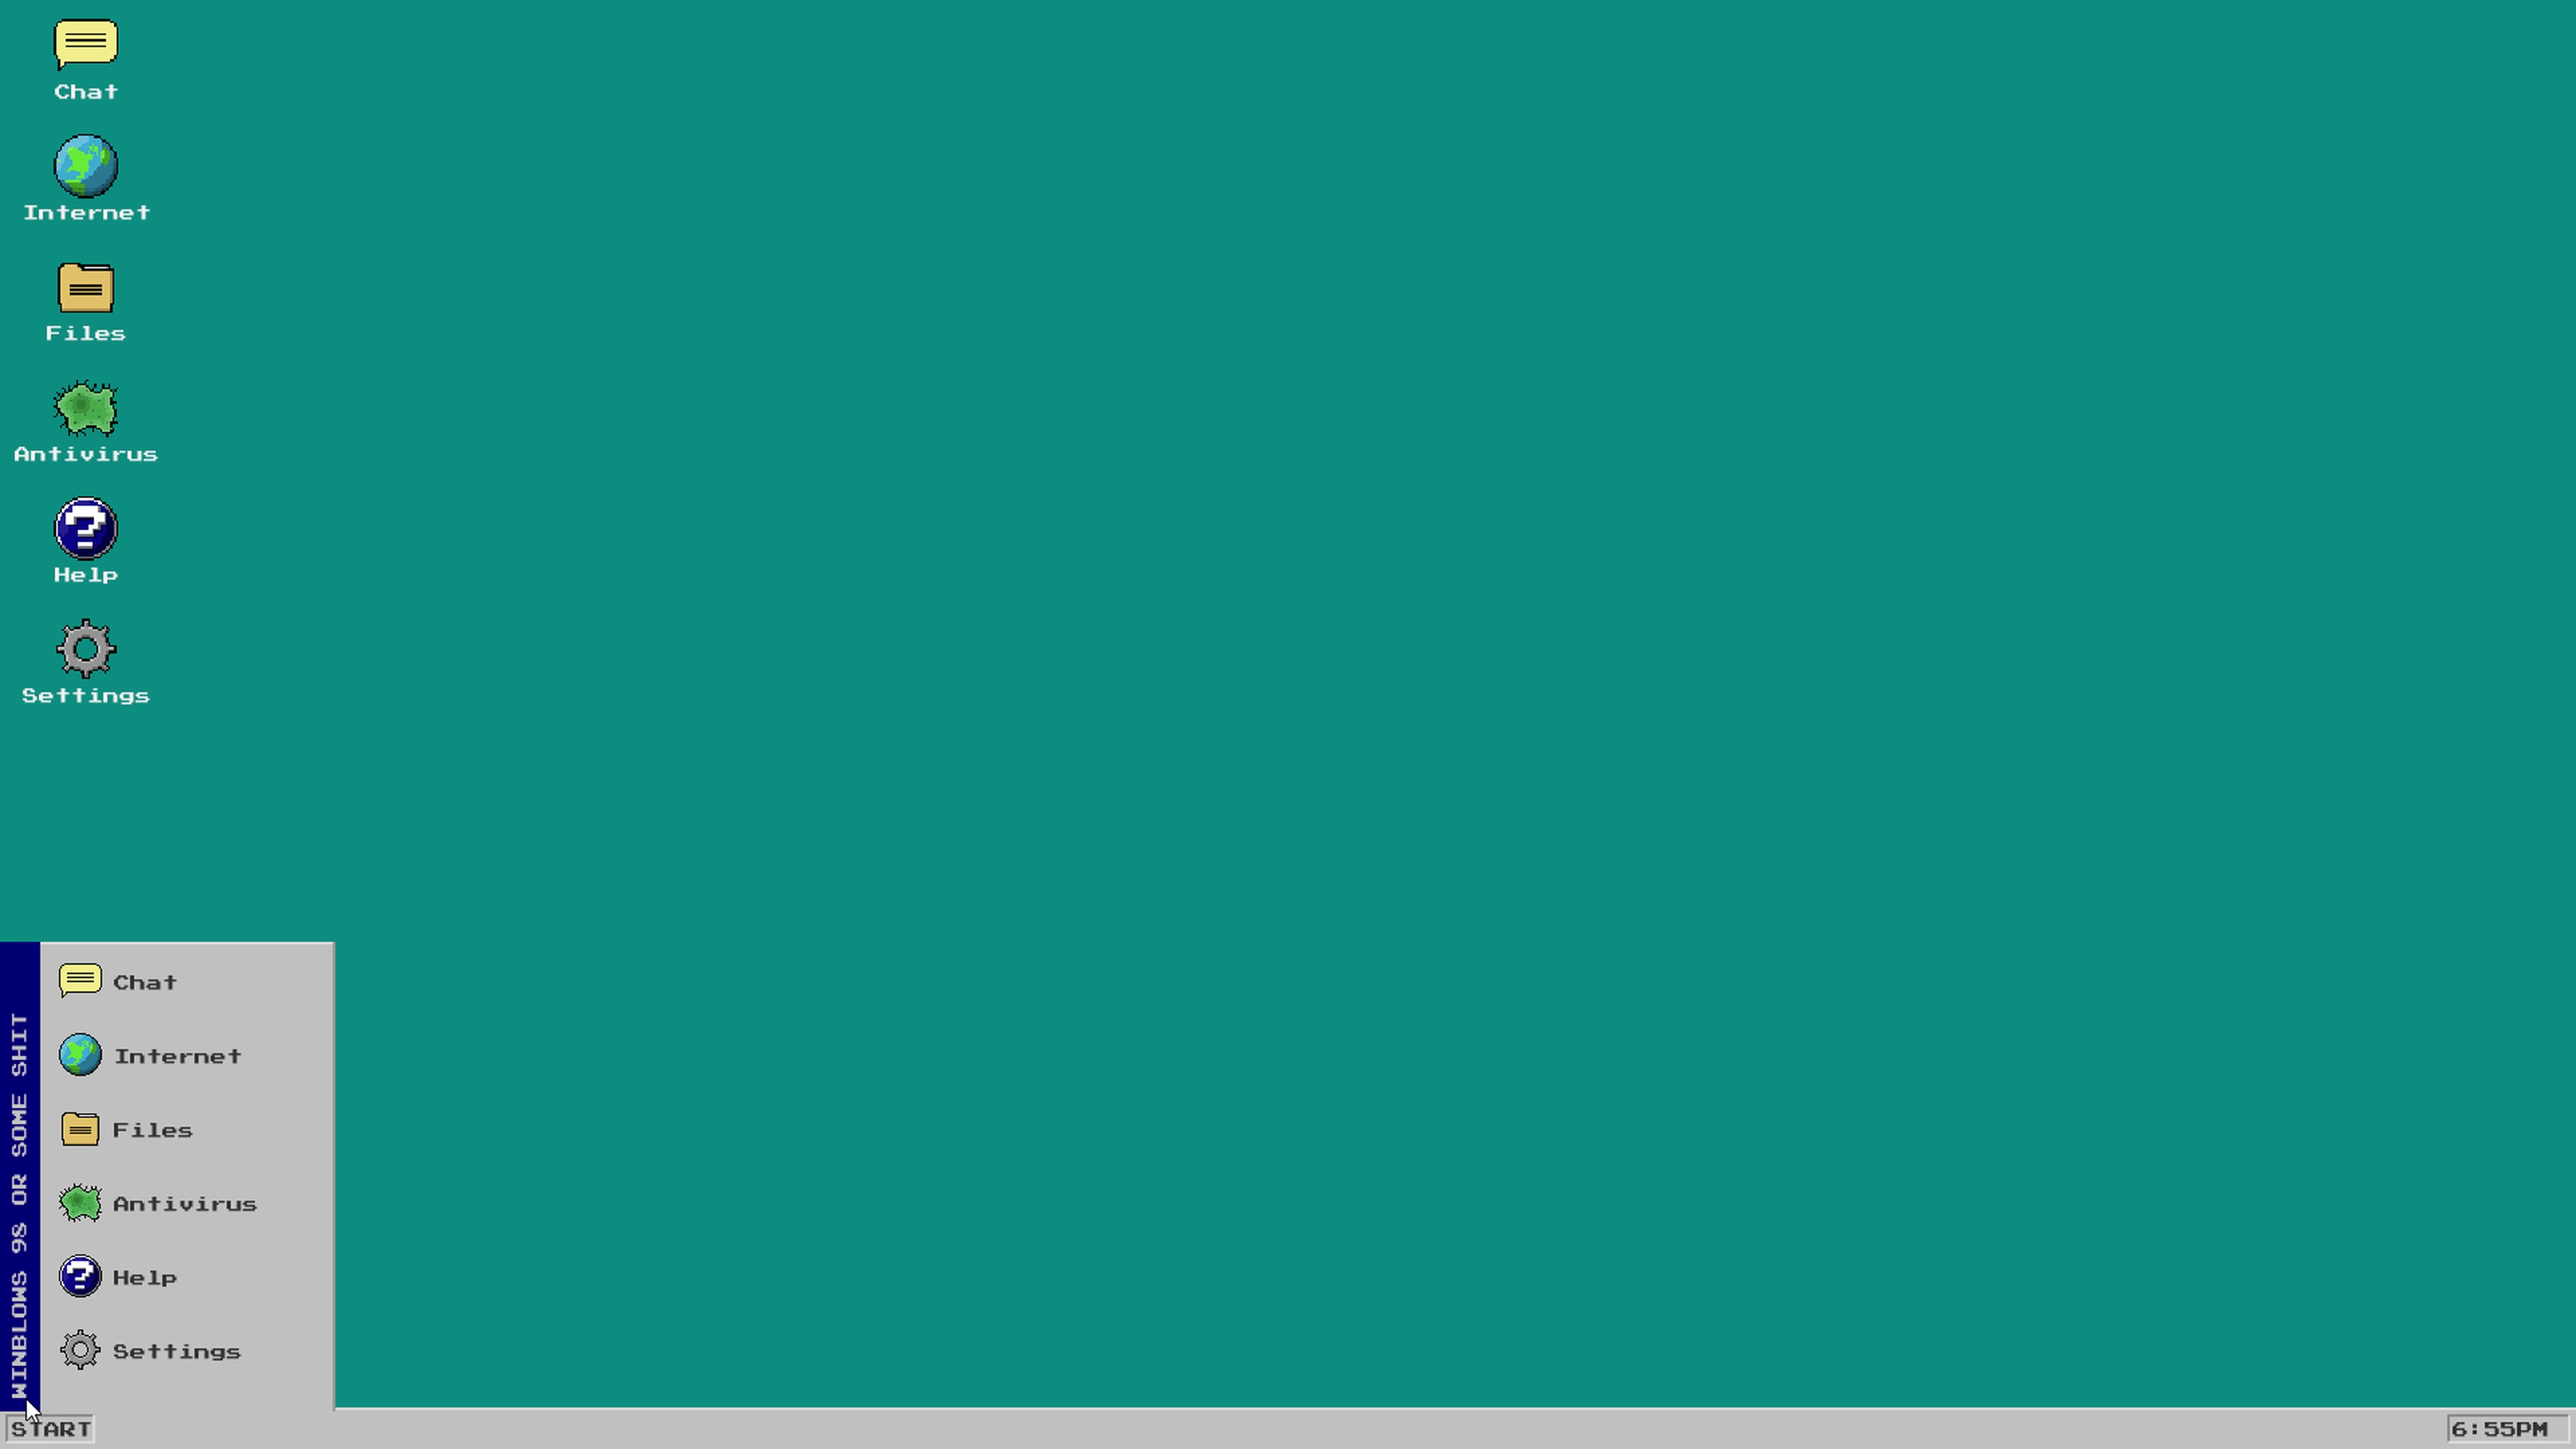 Chat
Internet
Files
Antivirus
Help
Settings
WINBLOWS 98 OR SOME SHIT
Chat
Internet
Files
Antivirus
Help
Settings
START
6:55PM